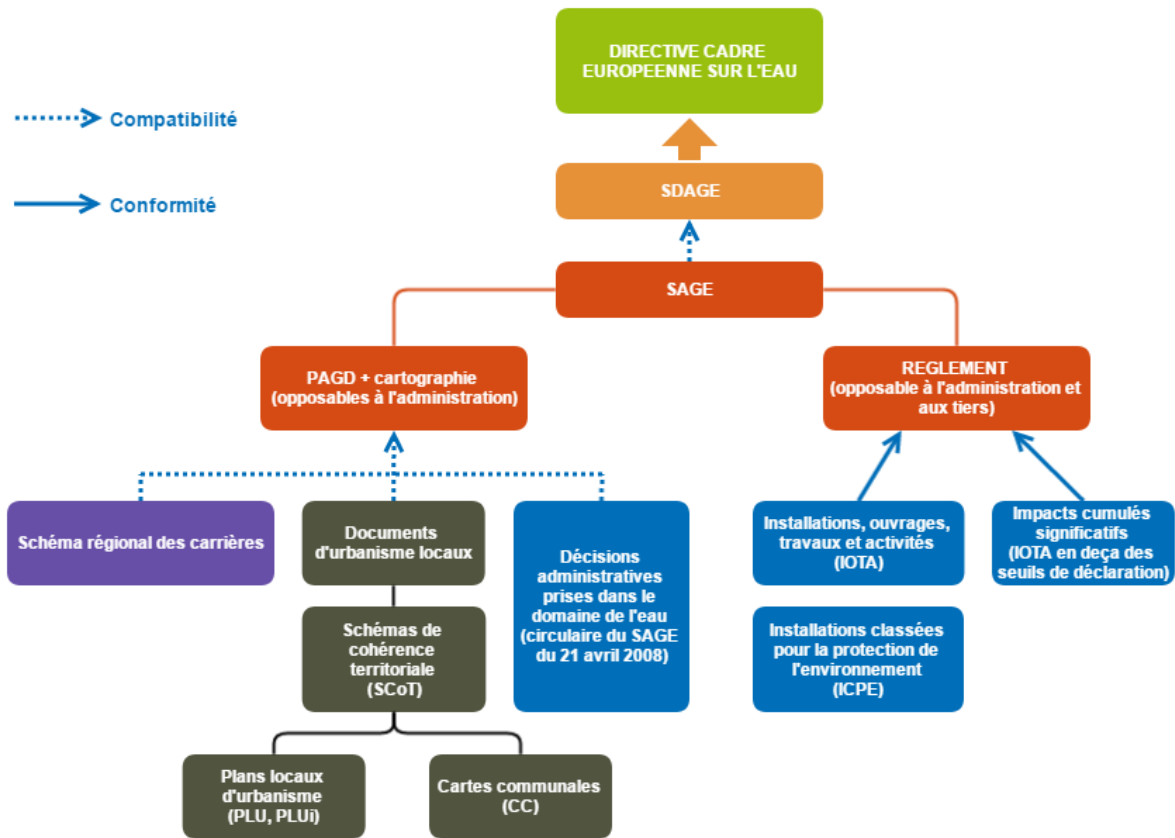 DIRECTIVE CADRE
EUROPEENNE SUR L'EAU
Compatibilité
SDAGE
Conformité
SAGE
PAGD + cartographie
(opposables à l'administration)
REGLEMENT
(opposable à l'administration et
aux tiers)
Schéma régional des carrières
Documents
d'urbanisme locaux
Décisions
administratives
prises dans le
domaine de l'eau
(circulaire du SAGE
du 21 avril 2008)
Installations, ouvrages,
travaux et activités
(IOTA)
Impacts cumulés
significatifs
(IOTA en deça des
seuils de déclaration)
Schémas de
cohérence
territoriale
(SCoT)
Installations classées
pour la protection de
l'environnement
(ICPE)
Plans locaux
d'urbanisme
(PLU, PLUi)
Cartes communales
(CC)